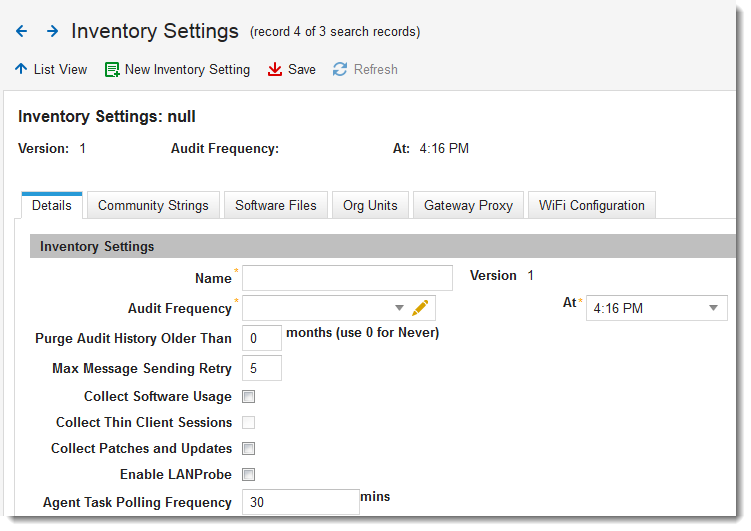 Inventory Settings (record 4 of 3 search records)
List View New Inventory Setting Save Refresh
Inventory Settings: null
Version: 1 Audit Frequency: At: 4:16 PM
Details Community Strings Software Files Org Units Gateway Proxy WiFi Configuration
Inventory Settings
Name * Version 1
Audit Frequency * At * 4:16 PM
Purge Audit History Older Than 0 months (use 0 for Never)
Max Message Sending Retry 5
Collect Software Usage
Collect Thin Client Sessions
Collect Patches and Updates
Enable LANProbe
Agent Task Polling Frequency 30 mins